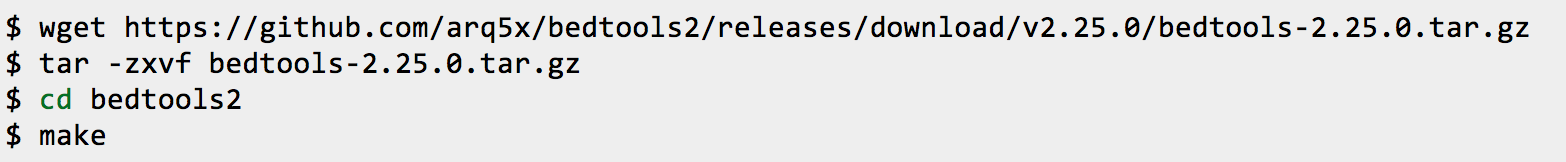 $ wget https://github.com/arq5x/bedtools2/releases/download/v2.25.0/bedtools-2.25.0.tar.gz
$ tar -zxvf bedtools-2.25.0.tar.gz
$ cd bedtools2
$ make